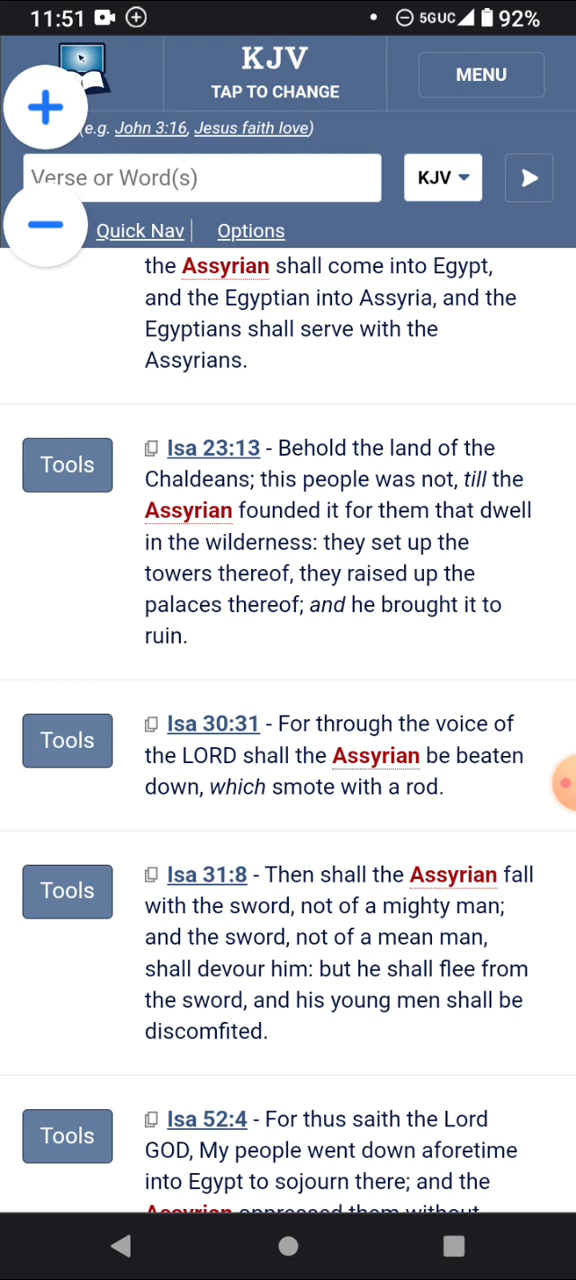 11:51
5GUC 92%
KJV
TAP TO CHANGE
MENU
(e.g. John 3:16, Jesus faith love)
Verse or Word(s)
KJV
Quick Nav
Options
the Assyrian shall come into Egypt,
and the Egyptian into Assyria, and the
Egyptians shall serve with the
Assyrians.
Tools
Isa 23:13 - Behold the land of the
Chaldeans; this people was not, till the
Assyrian founded it for them that dwell
in the wilderness: they set up the
towers thereof, they raised up the
palaces thereof; and he brought it to
ruin.
Tools
Isa 30:31 - For through the voice of
the LORD shall the Assyrian be beaten
down, which smote with a rod.
Tools
Isa 31:8 - Then shall the Assyrian fall
with the sword, not of a mighty man;
and the sword, not of a mean man,
shall devour him: but he shall flee from
the sword, and his young men shall be
discomfited.
Tools
Isa 52:4 - For thus saith the Lord
GOD, My people went down aforetime
into Egypt to sojourn there; and the
Assyrian oppressed them without